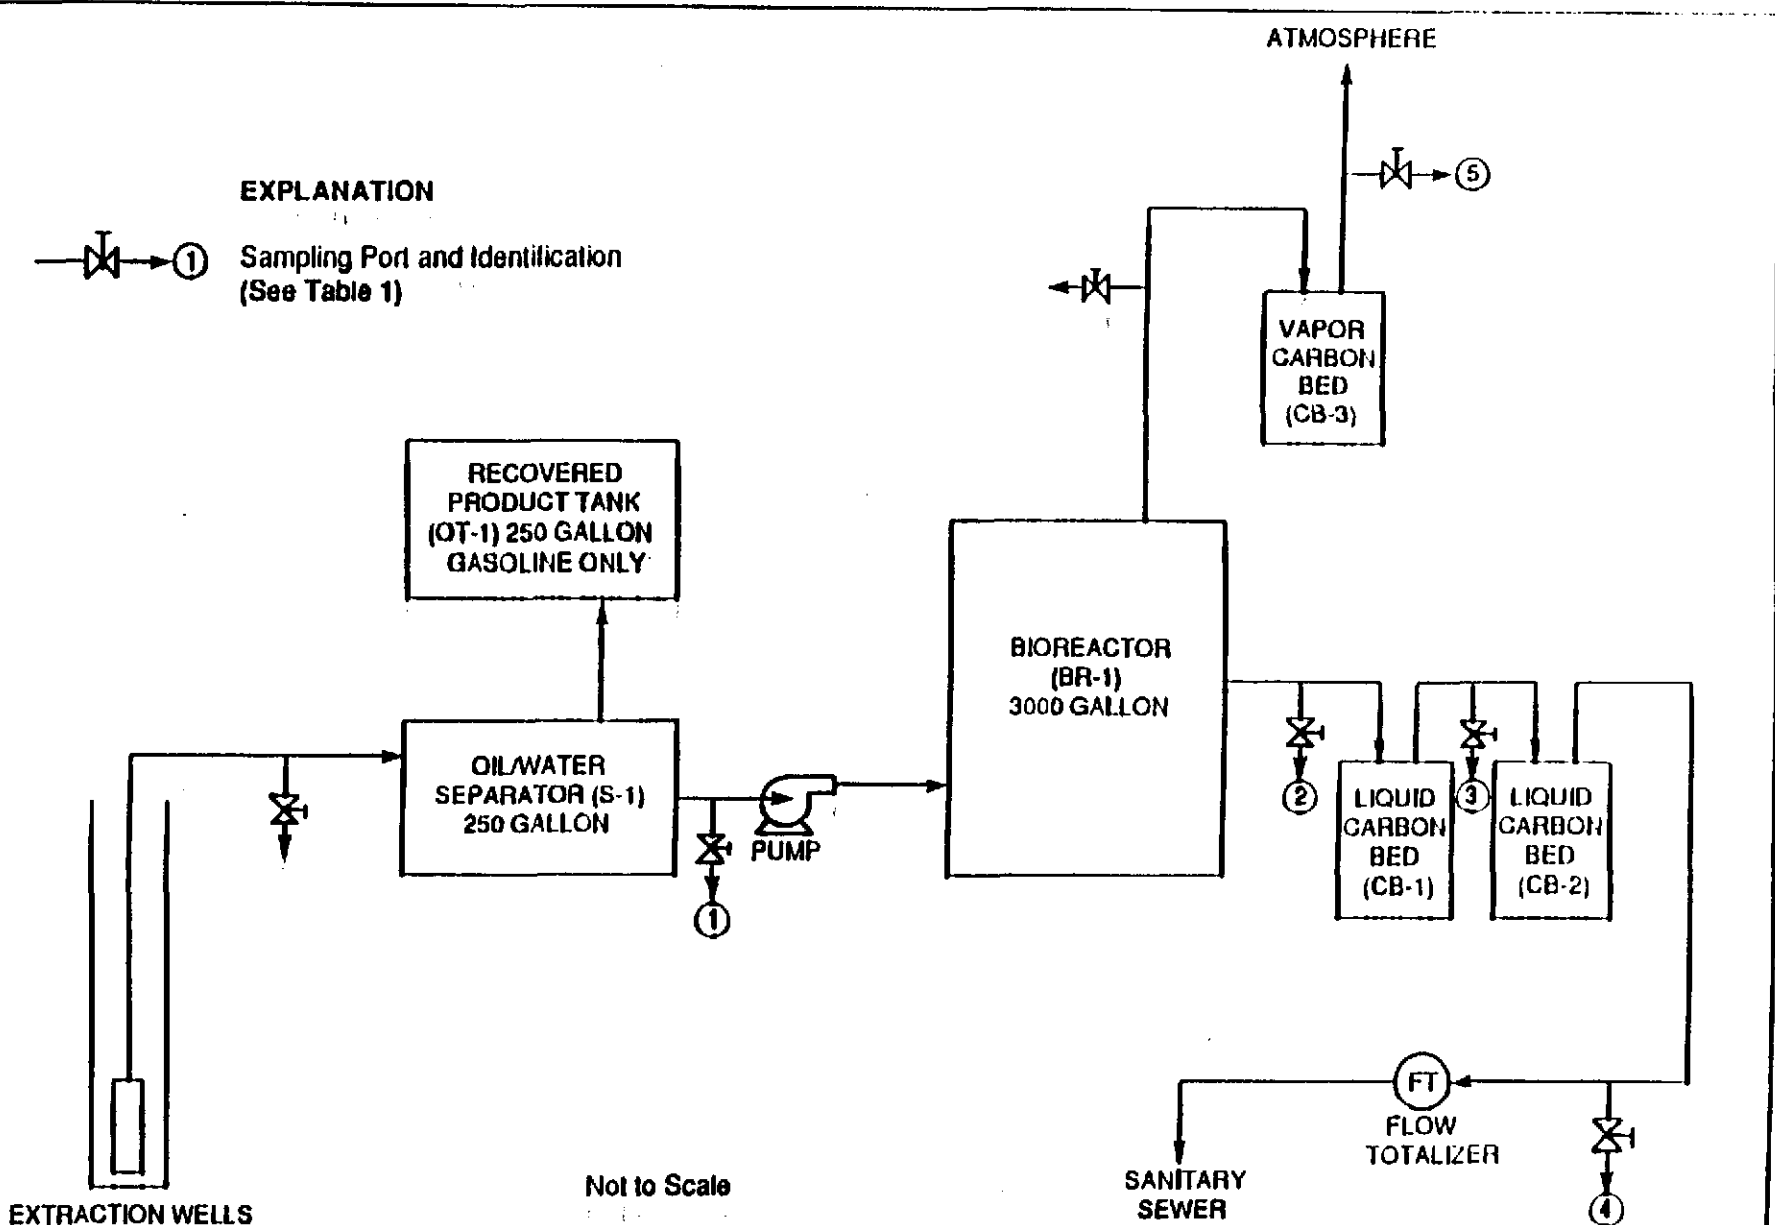 ATMOSPHERE
5
EXPLANATION
1
Sampling Port and Identification
(See Table 1)
VAPOR
CARBON
BED
(CB-3)
RECOVERED
PRODUCT TANK
(OT-1) 250 GALLON
GASOLINE ONLY
BIOREACTOR
(BR-1)
3000 GALLON
OIL/WATER
SEPARATOR (S-1)
250 GALLON
PUMP
1
2
LIQUID
CARBON
BED
(CB-1)
3
LIQUID
CARBON
BED
(CB-2)
FT
FLOW
TOTALIZER
4
SANITARY
SEWER
Not to Scale
EXTRACTION WELLS